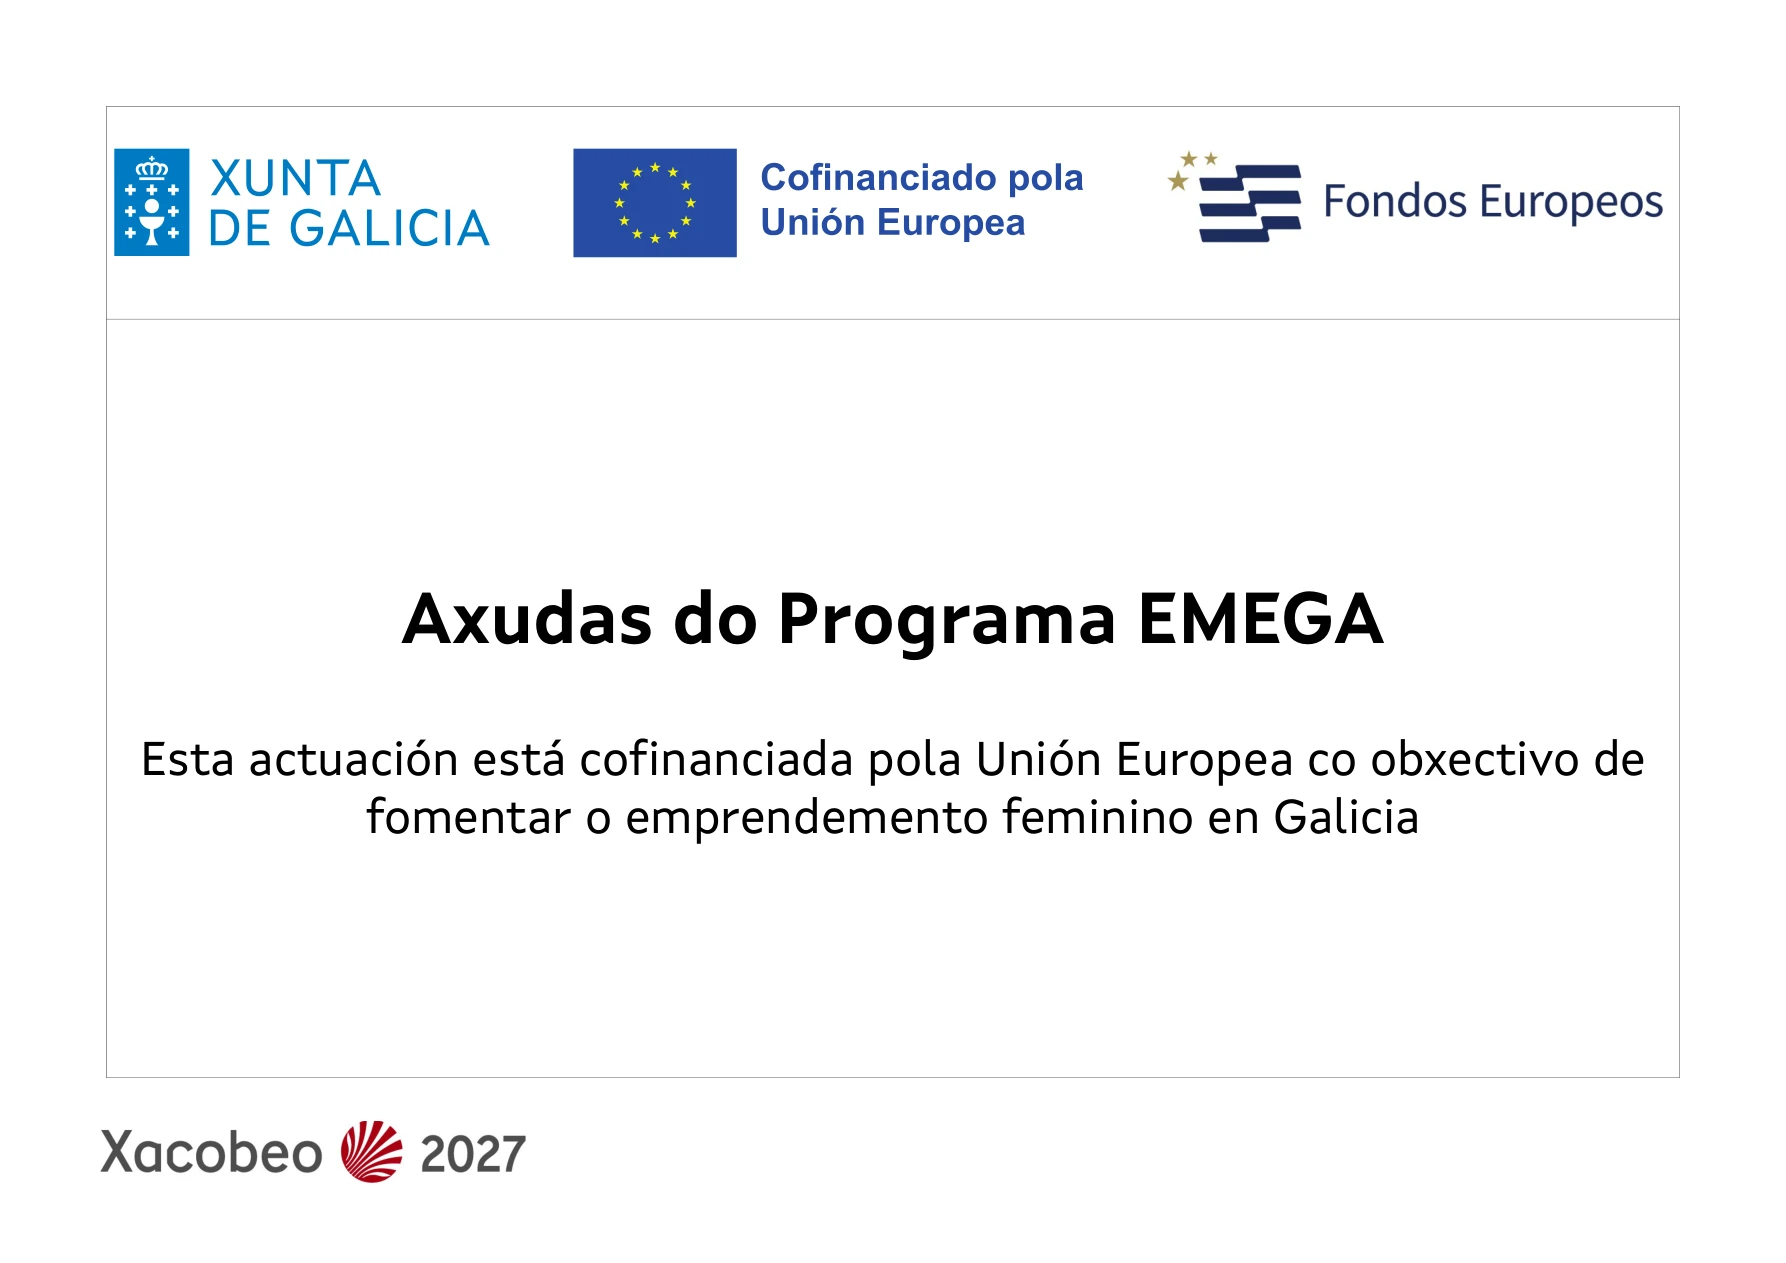 XUNTA
DE GALICIA
Cofinanciado pola
Unión Europea
Fondos Europeos
Axudas do Programa EMEGA
Esta actuación está cofinanciada pola Unión Europea co obxectivo de
fomentar o emprendemento feminino en Galicia
Xacobeo 2027